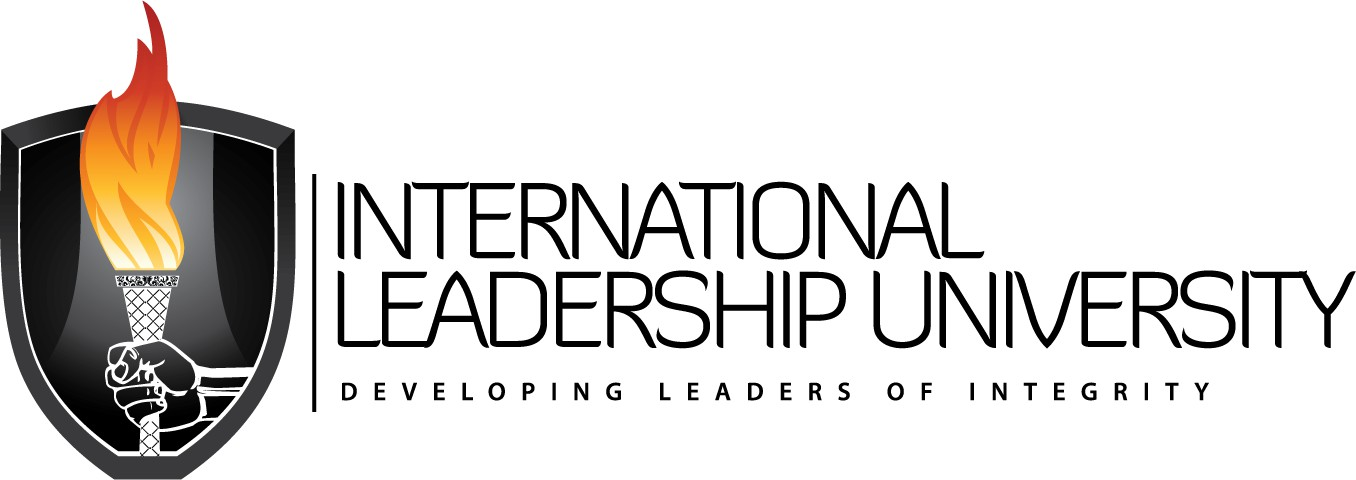 INTERNATIONAL
LEADERSHIP UNIVERSITY
DEVELOPING LEADERS OF INTEGRITY